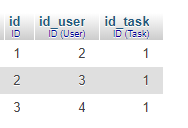 id id_user id_task
ID ID (User) ID (Task)
1 2 1
2 3 1
3 4 1